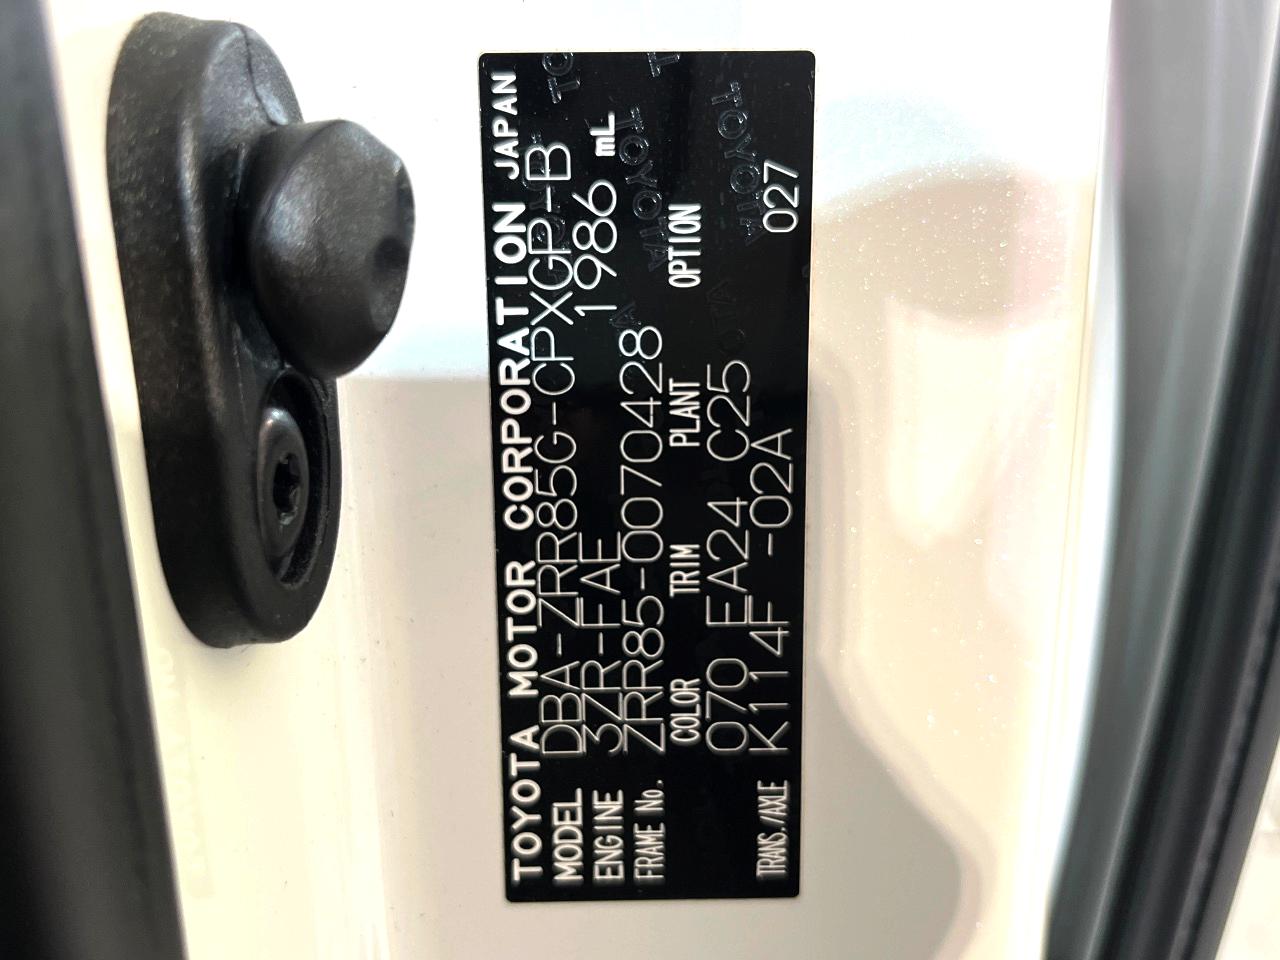 TOYOTA MOTOR CORPORATION JAPAN
MODEL DBA-ZRR85G-CPXGP-B
ENGINE 3ZR-FAE 1986 mL
FRAME No. ZRR85-0070428
COLOR TRIM PLANT OPTION
070 EA24 C25
TRANS./AXLE K114F -02A 027